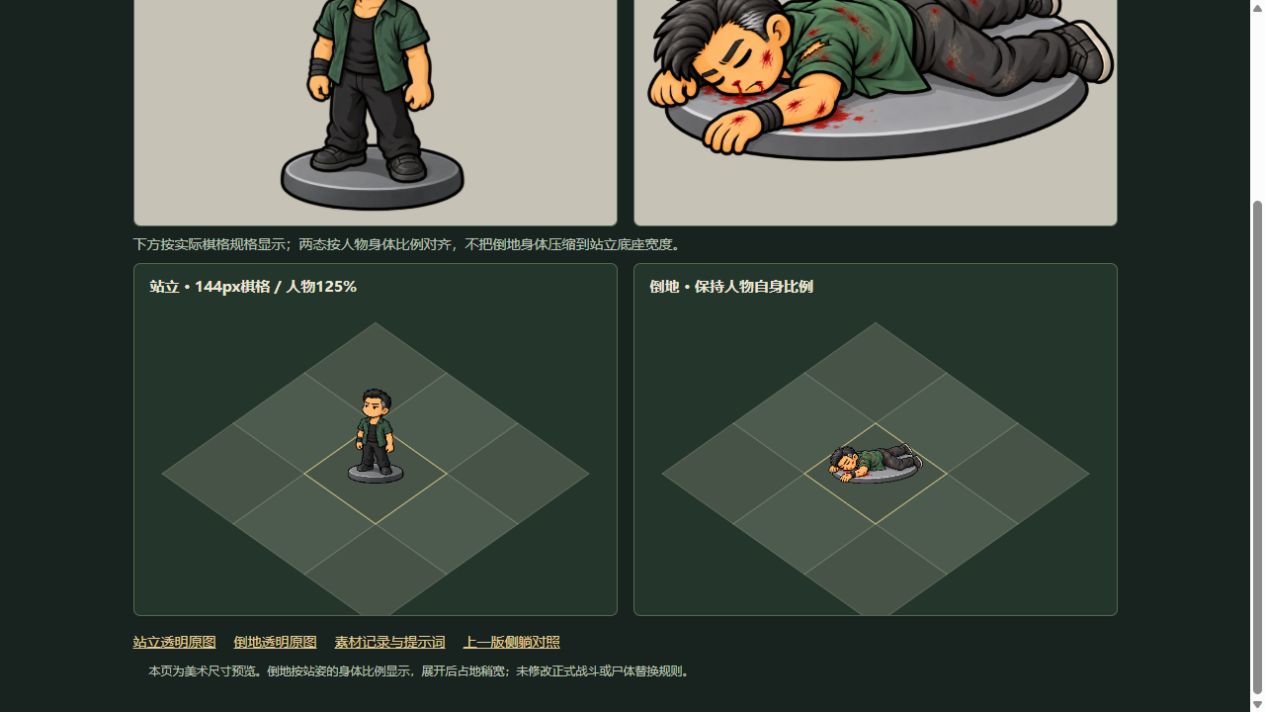 下方按实际棋格规格显示；两态按人物身体比例对齐，不把倒地身体压缩到站立底座宽度。
站立 • 144px棋格 / 人物125%
倒地 • 保持人物自身比例
站立透明原图 倒地透明原图 素材记录与提示词 上一版侧躺对照
本页为美术尺寸预览。倒地按站姿的身体比例显示，展开后占地稍宽；未修改正式战斗或尸体替换规则。